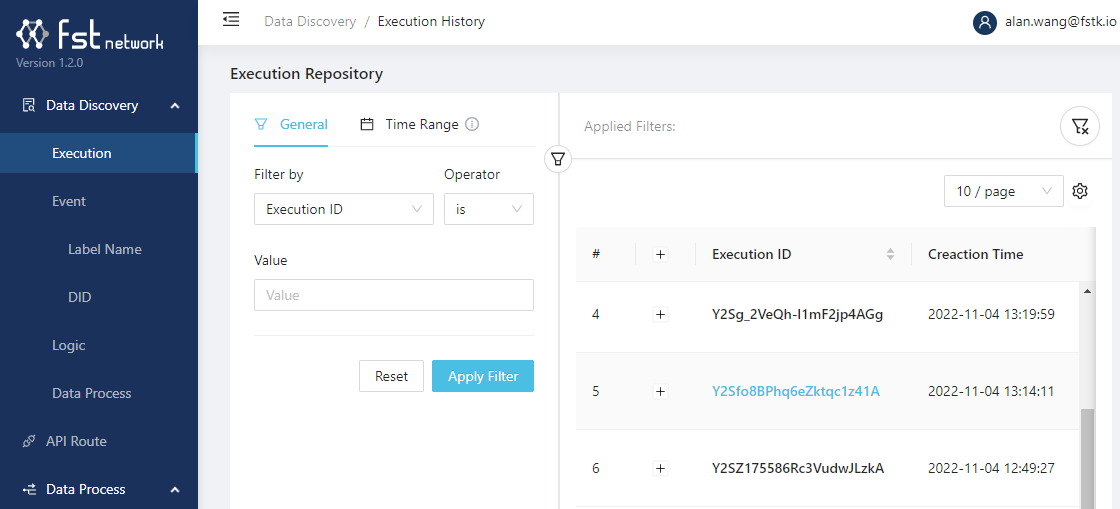 fst network
Version 1.2.0
Data Discovery
Execution
Event
Label Name
DID
Logic
Data Process
API Route
Data Process
Data Discovery / Execution History
alan.wang@fstk.io
Execution Repository
General
Time Range
Filter by
Operator
Execution ID
is
Value
Value
Reset
Apply Filter
Applied Filters:
10 / page
# + Execution ID Creaction Time
4 + Y2Sg_2VeQh-I1mF2jp4AGg 2022-11-04 13:19:59
5 + Y2Sfo8BPhq6eZktqc1z41A 2022-11-04 13:14:11
6 + Y2SZ175586Rc3VudwJLzkA 2022-11-04 12:49:27